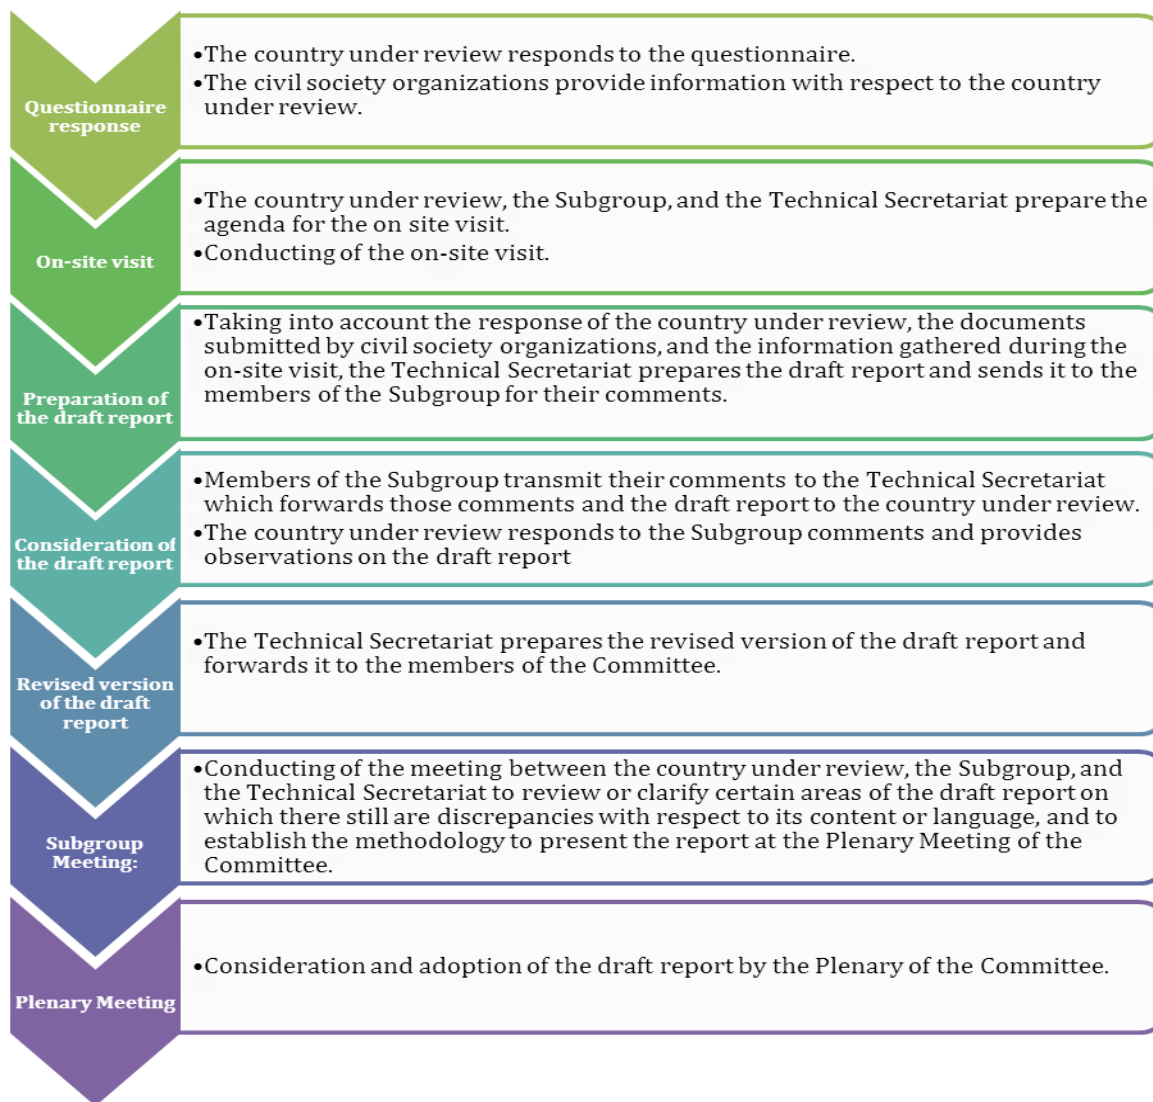 Questionnaire
response
•The country under review responds to the questionnaire.
•The civil society organizations provide information with respect to the country
under review.
On-site visit
•The country under review, the Subgroup, and the Technical Secretariat prepare the
agenda for the on site visit.
•Conducting of the on-site visit.
Preparation of
the draft report
•Taking into account the response of the country under review, the documents
submitted by civil society organizations, and the information gathered during the
on-site visit, the Technical Secretariat prepares the draft report and sends it to the
members of the Subgroup for their comments.
Consideration of
the draft report
•Members of the Subgroup transmit their comments to the Technical Secretariat
which forwards those comments and the draft report to the country under review.
•The country under review responds to the Subgroup comments and provides
observations on the draft report
Revised version
of the draft
report
•The Technical Secretariat prepares the revised version of the draft report and
forwards it to the members of the Committee.
Subgroup
Meeting:
•Conducting of the meeting between the country under review, the Subgroup, and
the Technical Secretariat to review or clarify certain areas of the draft report on
which there still are discrepancies with respect to its content or language, and to
establish the methodology to present the report at the Plenary Meeting of the
Committee.
Plenary Meeting
•Consideration and adoption of the draft report by the Plenary of the Committee.